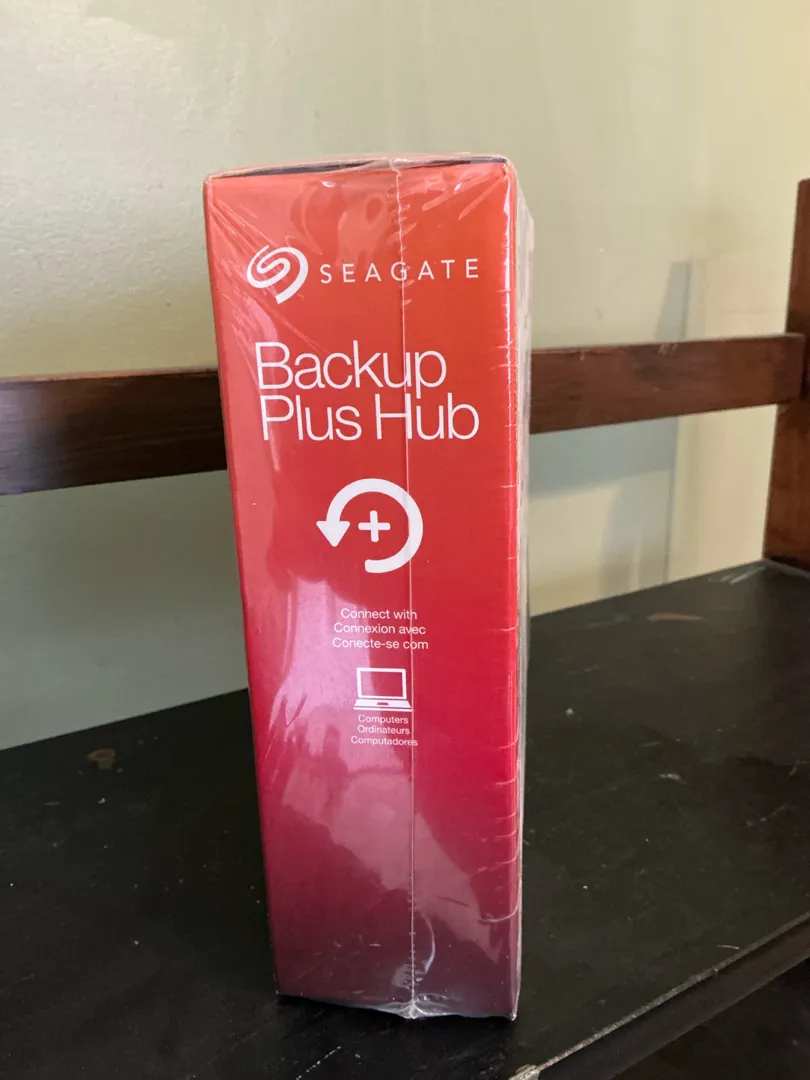 SEAGATE
Backup
Plus Hub
Connect with
Connexion avec
Conecte-se com
Computers
Ordinateurs
Computadores